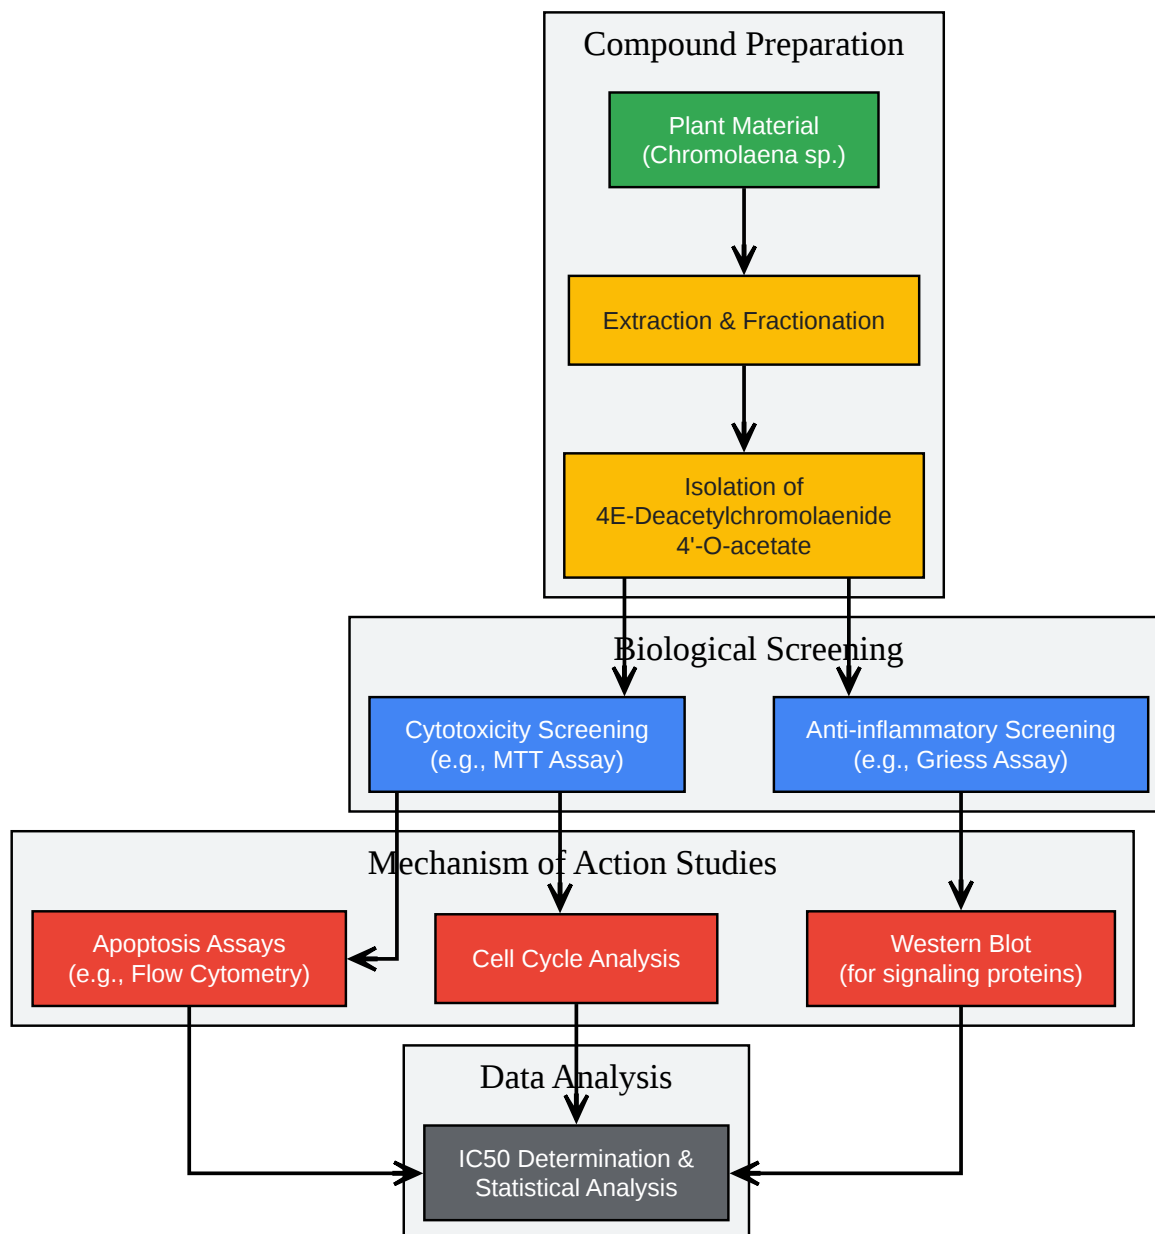 Compound Preparation
Plant Material
(Chromolaena sp.)
Extraction & Fractionation
Isolation of
4E-Deacetylchromolaenide
4'-O-acetate
Biological Screening
Cytotoxicity Screening
(e.g., MTT Assay)
Anti-inflammatory Screening
(e.g., Griess Assay)
Mechanism of Action Studies
Apoptosis Assays
(e.g., Flow Cytometry)
Cell Cycle Analysis
Western Blot
(for signaling proteins)
Data Analysis
IC50 Determination &
Statistical Analysis